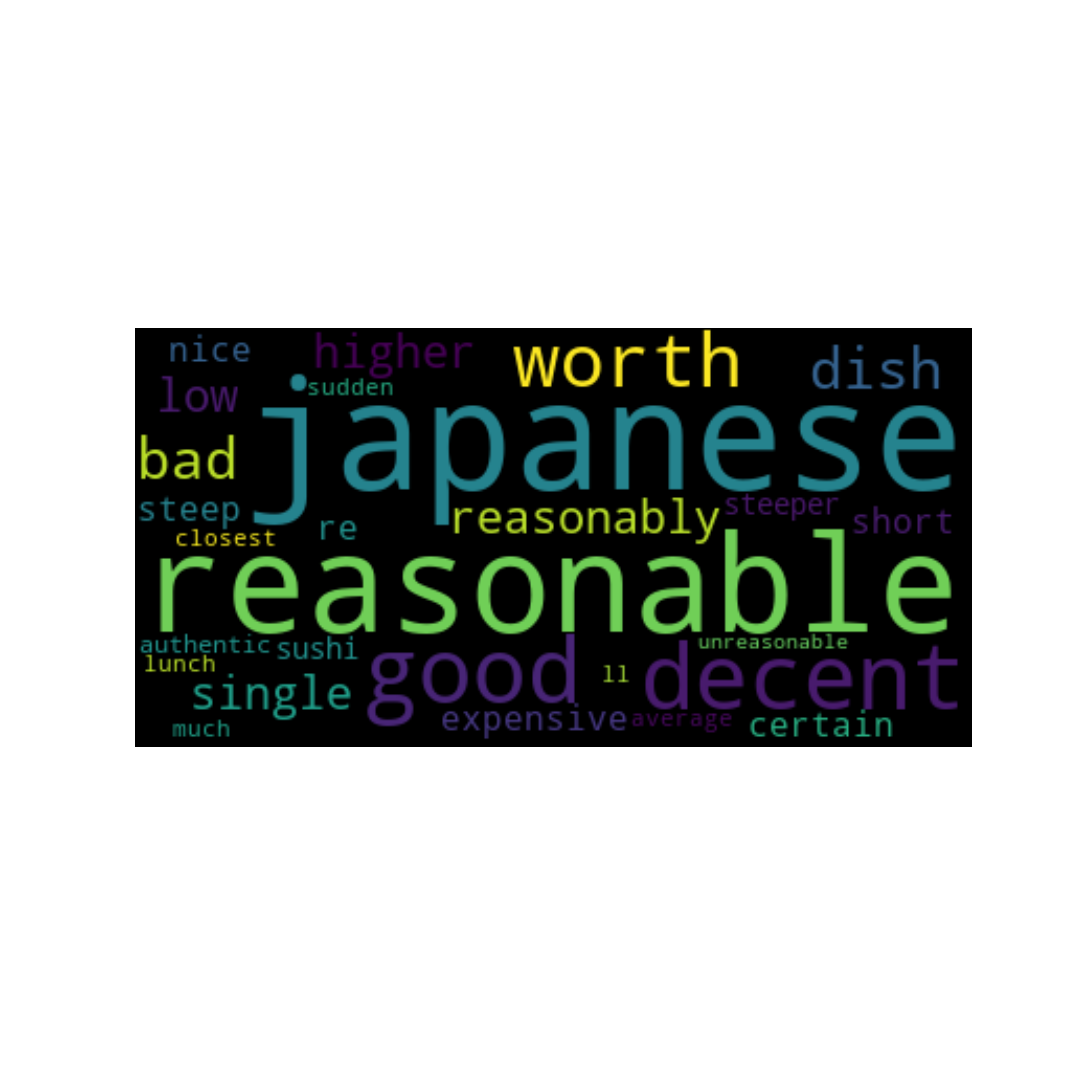 nice higher worth dish
low sudden
japanese
bad
steep reasonably steeper short
closest re
reasonable
authentic sushi good unreasonable
lunch ll decent
single
much expensive average certain